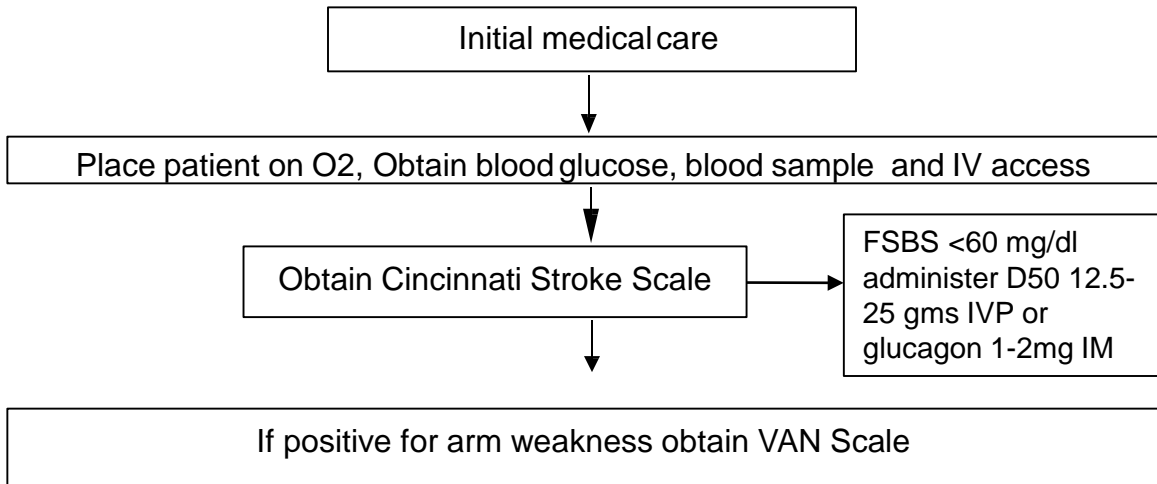 Initial medical care
Place patient on O2, Obtain blood glucose, blood sample and IV access
Obtain Cincinnati Stroke Scale
FSBS <60 mg/dl
administer D50 12.5-
25 gms IVP or
glucagon 1-2mg IM
If positive for arm weakness obtain VAN Scale